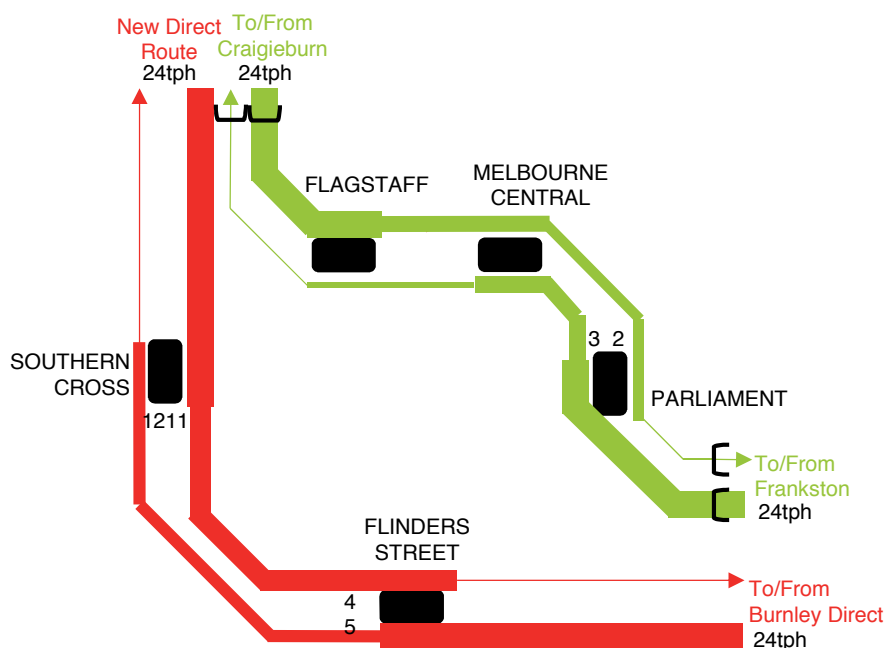 New Direct
Route
24tph
To/From
Craigieburn
24tph
FLAGSTAFF
MELBOURNE
CENTRAL
3 2
SOUTHERN
CROSS
1211
PARLIAMENT
To/From
Frankston
24tph
FLINDERS
STREET
4
5
To/From
Burnley Direct
24tph